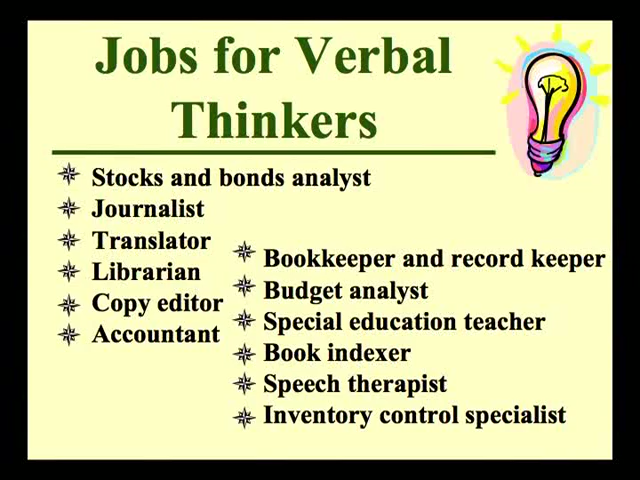 Jobs for Verbal
Thinkers
Stocks and bonds analyst
Journalist
Translator
Librarian
Copy editor
Accountant
Bookkeeper and record keeper
Budget analyst
Special education teacher
Book indexer
Speech therapist
Inventory control specialist